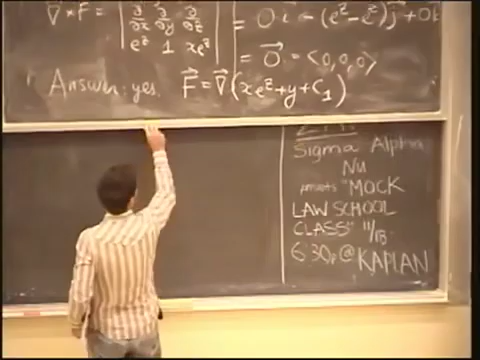 ∇⃗×F⃗ = | ∂/∂x ∂/∂y ∂/∂z | = 0i⃗ - (e^z - e^z)j⃗ + 0k
| e^z 1 xe^z |
= 0⃗ = <0,0,0>
Answer: yes. F⃗ = ∇⃗(xe^z+y+C₁)
Sigma Alpha
Nu
"MOCK
LAW SCHOOL
CLASS" 11/18
6:30p @ KAPLAN